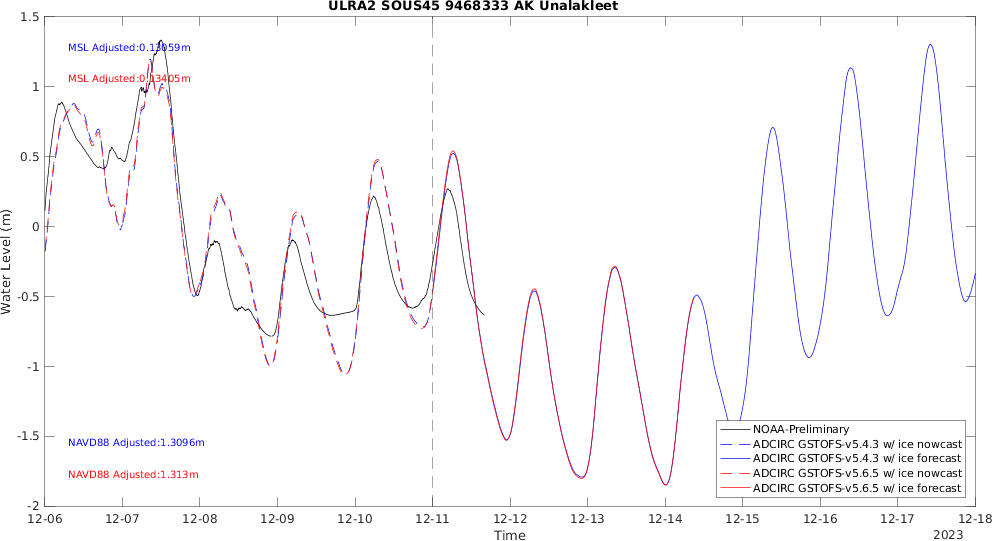 ULRA2 SOUS45 9468333 AK Unalakleet
1.5
1
0.5
0
-0.5
-1
-1.5
-2
Water Level (m)
MSL Adjusted:0.13059m
MSL Adjusted:0.13405m
NAVD88 Adjusted:1.3096m
NAVD88 Adjusted:1.313m
NOAA-Preliminary
ADCIRC GSTOFS-v5.4.3 w/ ice nowcast
ADCIRC GSTOFS-v5.4.3 w/ ice forecast
ADCIRC GSTOFS-v5.6.5 w/ ice nowcast
ADCIRC GSTOFS-v5.6.5 w/ ice forecast
12-06 12-07 12-08 12-09 12-10 12-11 12-12 12-13 12-14 12-15 12-16 12-17 12-18
Time
2023